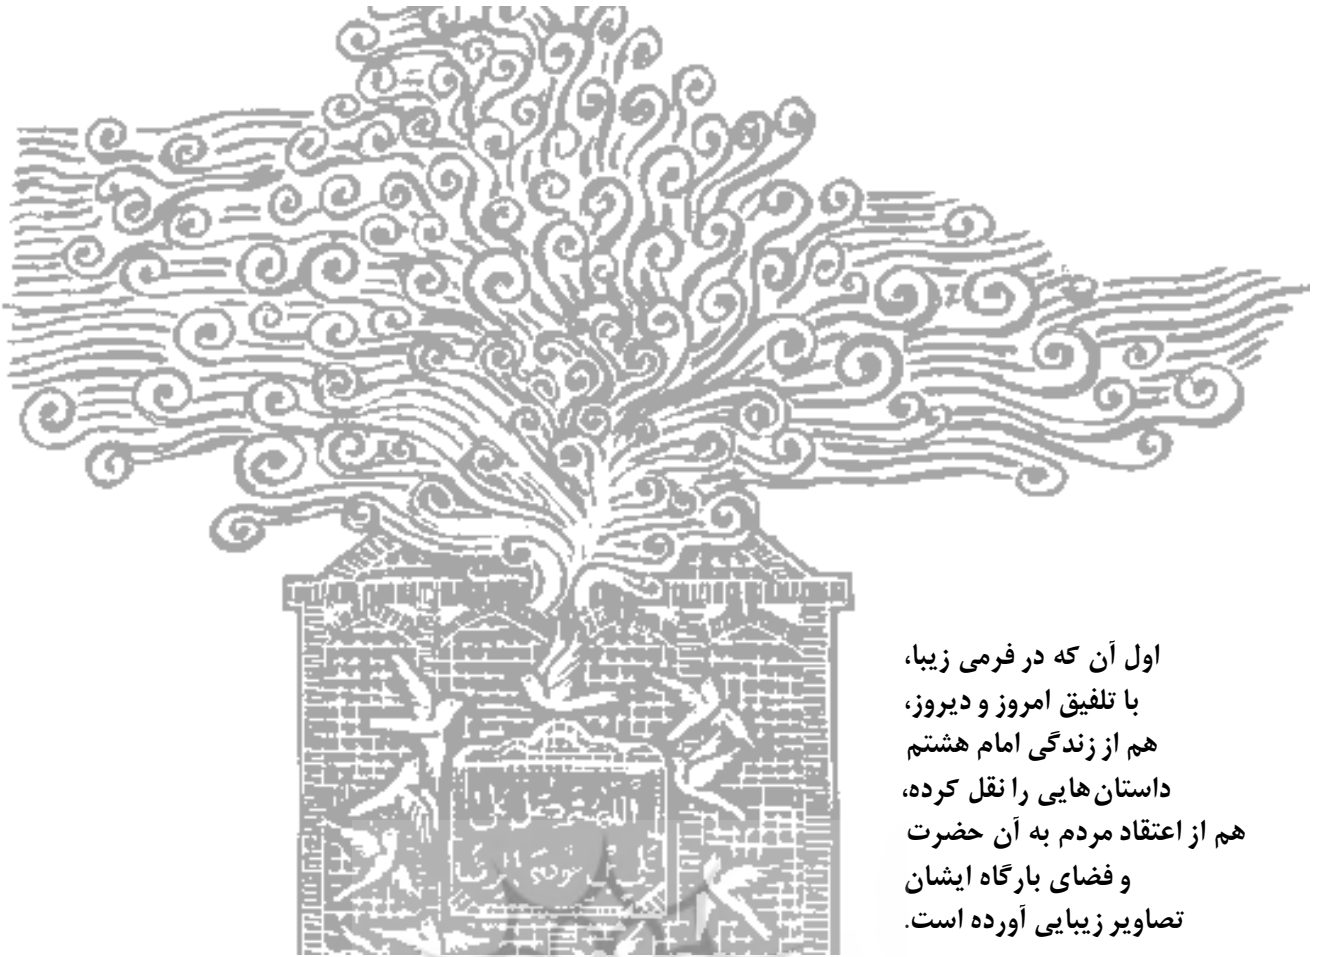 اول آن که در فرمی زیبا،
با تلفیق امروز و دیروز،
هم از زندگی امام هشتم
داستان‌هایی را نقل کرده،
هم از اعتقاد مردم به آن حضرت
و فضای بارگاه ایشان
تصاویر زیبایی آورده است.